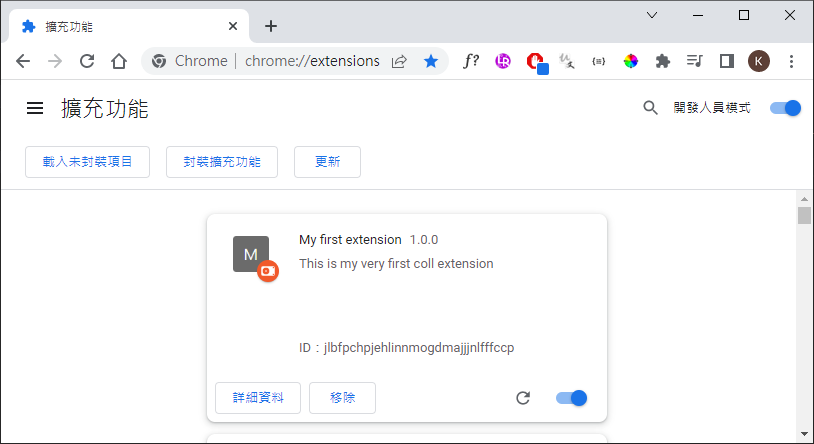 擴充功能
Chrome | chrome://extensions
f?
K
擴充功能
開發人員模式
載入未封裝項目
封裝擴充功能
更新
M
My first extension 1.0.0
This is my very first coll extension
ID：jlbfpchpjehlinnmogdmajjjnlfffccp
詳細資料
移除